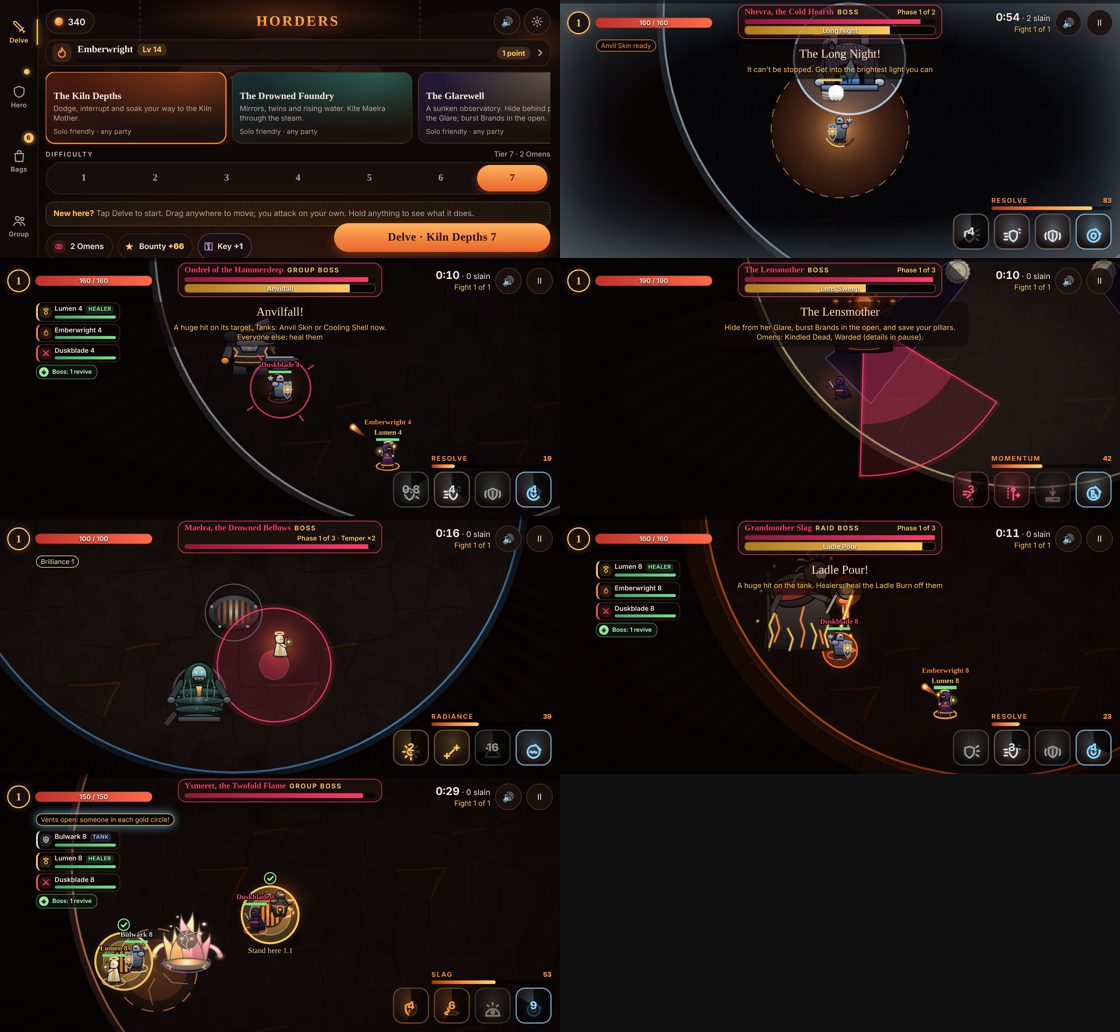 Delve
Hero
6
Bags
Group
340
HORDERS
Emberwright Lv 14
1 point
The Kiln Depths
Dodge, interrupt and soak your way to the Kiln
Mother.
Solo friendly · any party
The Drowned Foundry
Mirrors, twins and rising water. Kite Maelra
through the steam.
Solo friendly · any party
The Glarewell
A sunken observatory. Hide behind
the Glare; burst Brands in the open.
Solo friendly · any party
DIFFICULTY
Tier 7 · 2 Omens
1 2 3 4 5 6 7
New here? Tap Delve to start. Drag anywhere to move; you attack on your own. Hold anything to see what it does.
2 Omens
Bounty +66
Key +1
Delve · Kiln Depths 7
1
160 / 160
Anvil Skin ready
Nhevra, the Cold Hearth BOSS
Phase 1 of 2
Long Night
The Long Night!
It can't be stopped. Get into the brightest light you can
0:54 · 2 slain
Fight 1 of 1
RESOLVE 83
4
1
160 / 160
Lumen 4 HEALER
Emberwright 4
Duskblade 4
Boss: 1 revive
Ondrel of the Hammerdeep GROUP BOSS
Anvilfall
Anvilfall!
A huge hit on its target. Tanks: Anvil Skin or Cooling Shell now.
Everyone else: heal them
0:10 · 0 slain
Fight 1 of 1
Duskblade 4
Emberwright 4
Lumen 4
RESOLVE 19
0.8
4
4
1
190 / 190
The Lensmother BOSS
Phase 1 of 3
Lens Sweep
The Lensmother
Hide from her Glare, burst Brands in the open, and save your pillars.
Omens: Kindled Dead, Warded (details in pause).
0:10 · 0 slain
Fight 1 of 1
MOMENTUM 42
3
1
100 / 100
Brilliance 1
Maelra, the Drowned Bellows BOSS
Phase 1 of 3 · Temper ×2
0:16 · 0 slain
Fight 1 of 1
RADIANCE 39
2
16
1
160 / 160
Lumen 8 HEALER
Emberwright 8
Duskblade 8
Boss: 1 revive
Grandmother Slag RAID BOSS
Phase 1 of 3
Ladle Pour
Ladle Pour!
A huge hit on the tank. Healers: heal the Ladle Burn off them
0:11 · 0 slain
Fight 1 of 1
Duskblade 8
Emberwright 8
Lumen 8
RESOLVE 23
3
4
1
150 / 150
Vents open: someone in each gold circle!
Bulwark 8 TANK
Lumen 8 HEALER
Duskblade 8
Boss: 1 revive
Ysmeret, the Twofold Flame GROUP BOSS
0:29 · 0 slain
Fight 1 of 1
Duskblade 8
Stand here 1.1
Bulwark 8
Lumen 8
SLAG 53
4
6
9